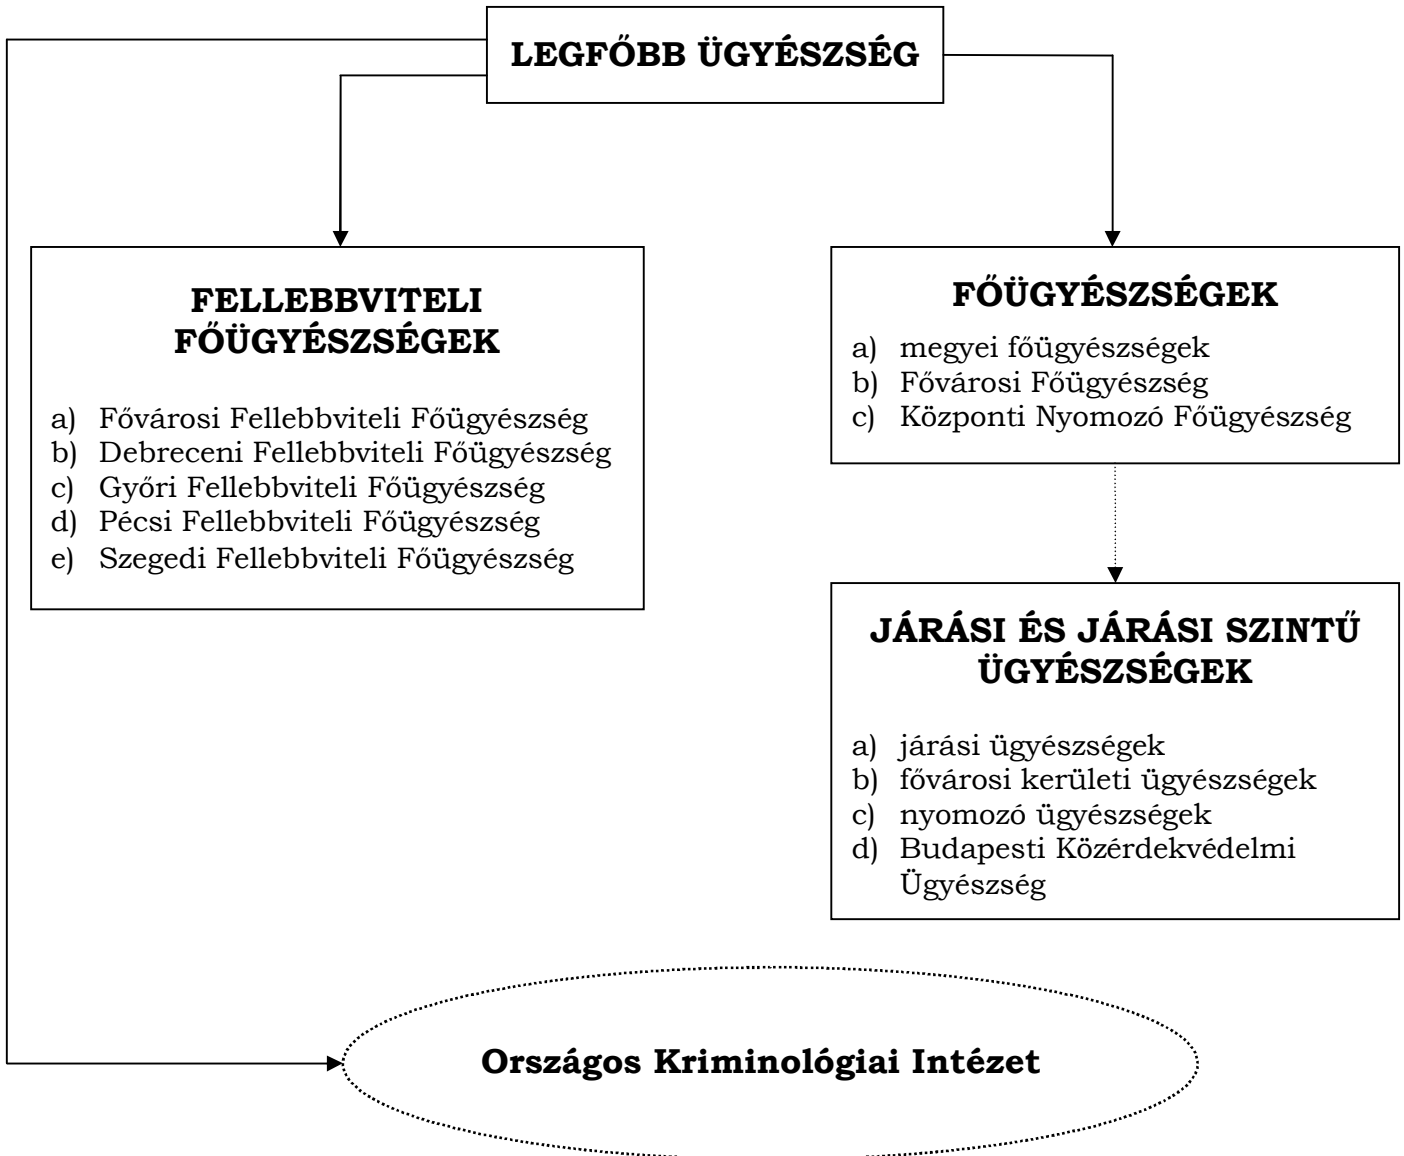 LEGFŐBB ÜGYÉSZSÉG
FELLEBBVITELI
FŐÜGYÉSZSÉGEK
a) Fővárosi Fellebbviteli Főügyészség
b) Debreceni Fellebbviteli Főügyészség
c) Győri Fellebbviteli Főügyészség
d) Pécsi Fellebbviteli Főügyészség
e) Szegedi Fellebbviteli Főügyészség
FŐÜGYÉSZSÉGEK
a) megyei főügyészségek
b) Fővárosi Főügyészség
c) Központi Nyomozó Főügyészség
JÁRÁSI ÉS JÁRÁSI SZINTŰ
ÜGYÉSZSÉGEK
a) járási ügyészségek
b) fővárosi kerületi ügyészségek
c) nyomozó ügyészségek
d) Budapesti Közérdekvédelmi
Ügyészség
Országos Kriminológiai Intézet